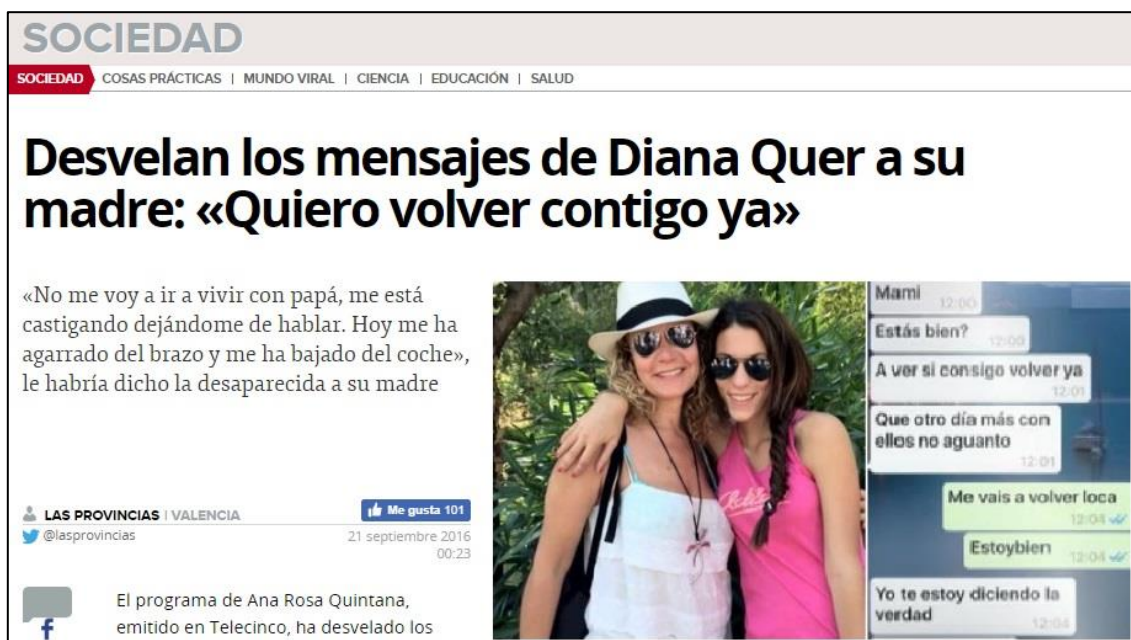 SOCIEDAD
SOCIEDAD COSAS PRÁCTICAS | MUNDO VIRAL | CIENCIA | EDUCACIÓN | SALUD
Desvelan los mensajes de Diana Quer a su
madre: «Quiero volver contigo ya»
«No me voy a ir a vivir con papá, me está
castigando dejándome de hablar. Hoy me ha
agarrado del brazo y me ha bajado del coche»,
le habría dicho la desaparecida a su madre
LAS PROVINCIAS | VALENCIA
Me gusta 101
@lasprovincias
21 septiembre 2016
00:23
El programa de Ana Rosa Quintana,
emitido en Telecinco, ha desvelado los
Mami 12:00
Estás bien? 12:00
A ver si consigo volver ya
12:01
Que otro día más con
ellos no aguanto
12:01
Me vais a volver loca
12:04
Estoybien 12:04
Yo te estoy diciendo la
verdad 12:04